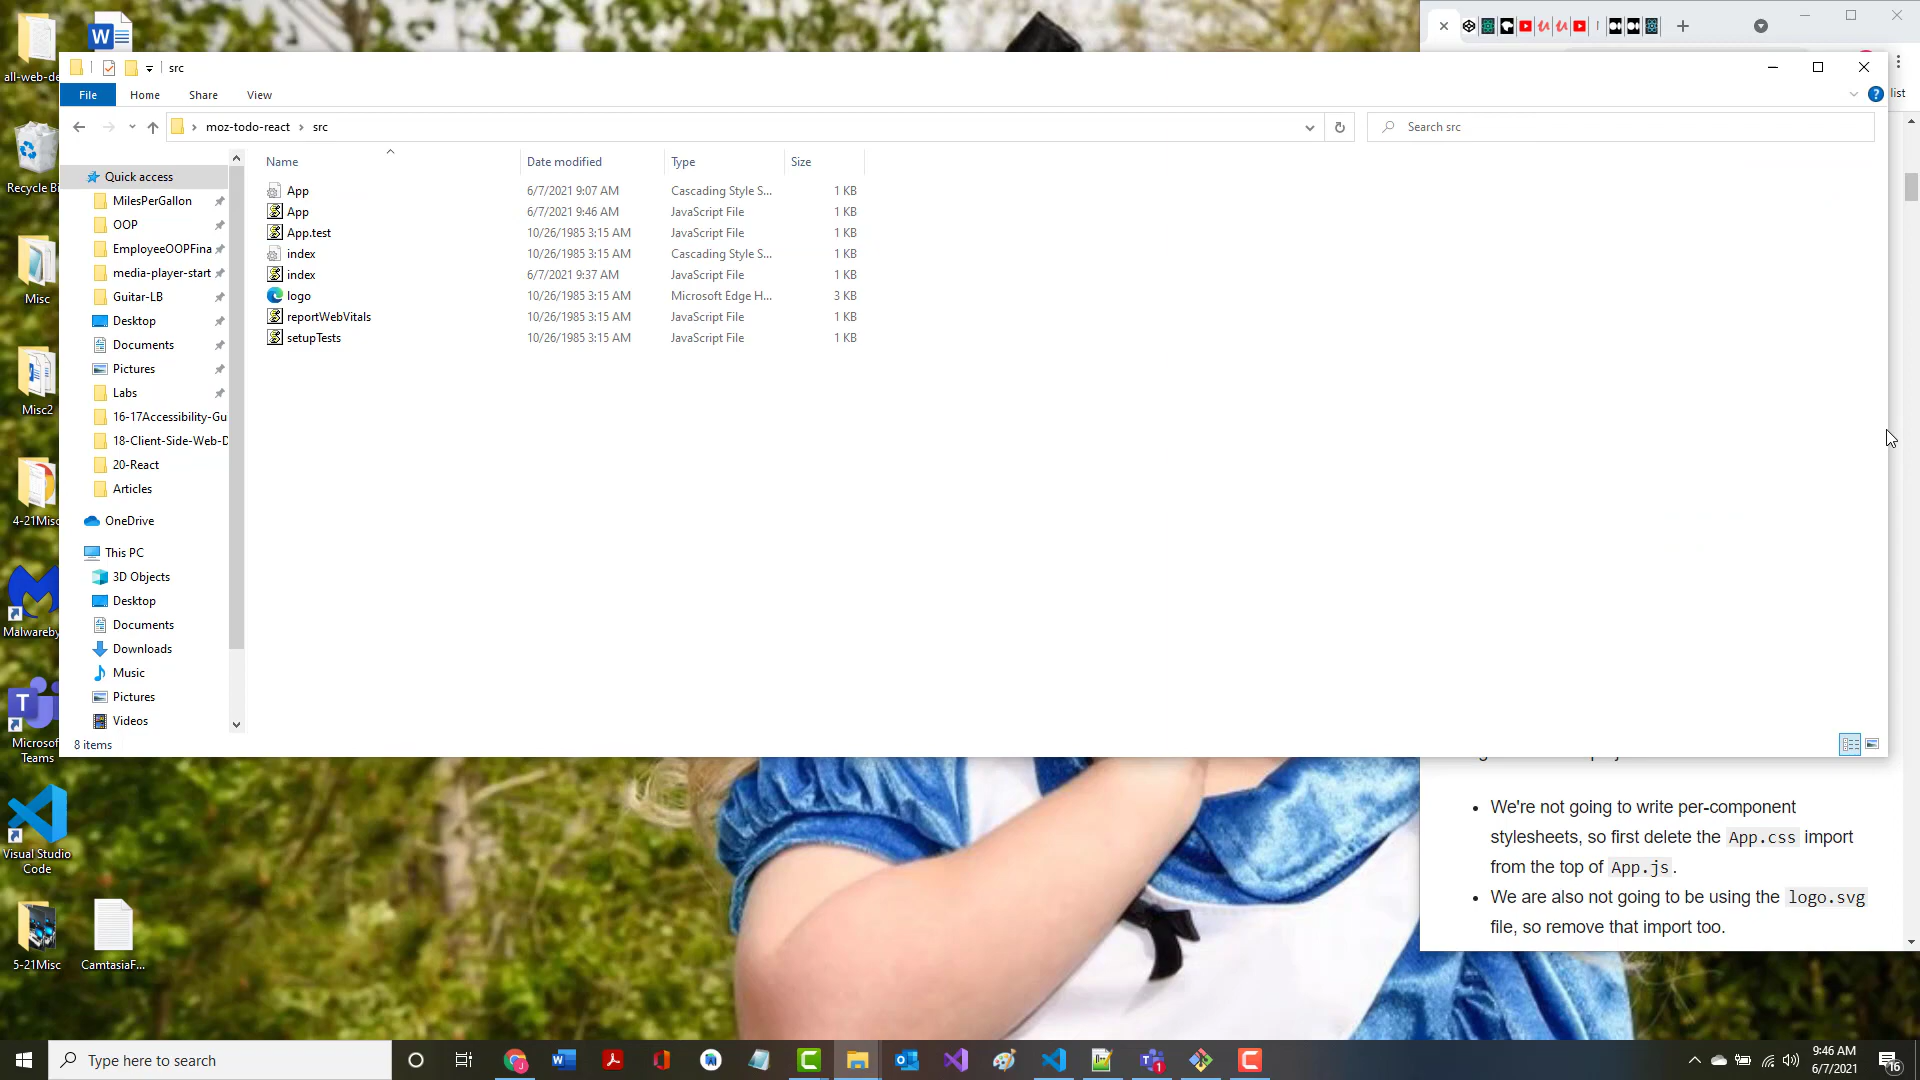 all-web-de
Recycle Bi
Misc
Misc2
4-21Misc
Malwareby
Microsof
Teams
Visual Studio
Code
5-21Misc
CamtasiaF...
src
File
Home
Share
View
moz-todo-react
src
Search src
list
Name
Date modified
Type
Size
Quick access
MilesPerGallon
OOP
EmployeeOOPFina
media-player-start
Guitar-LB
Desktop
Documents
Pictures
Labs
16-17Accessibility-Gu
18-Client-Side-Web-D
20-React
Articles
OneDrive
This PC
3D Objects
Desktop
Documents
Downloads
Music
Pictures
Videos
App 6/7/2021 9:07 AM Cascading Style S... 1 KB
App 6/7/2021 9:46 AM JavaScript File 1 KB
App.test 10/26/1985 3:15 AM JavaScript File 1 KB
index 10/26/1985 3:15 AM Cascading Style S... 1 KB
index 6/7/2021 9:37 AM JavaScript File 1 KB
logo 10/26/1985 3:15 AM Microsoft Edge H... 3 KB
reportWebVitals 10/26/1985 3:15 AM JavaScript File 1 KB
setupTests 10/26/1985 3:15 AM JavaScript File 1 KB
8 items
We're not going to write per-component
stylesheets, so first delete the App.css import
from the top of App.js.
We are also not going to be using the logo.svg
file, so remove that import too.
Type here to search
9:46 AM
6/7/2021
16